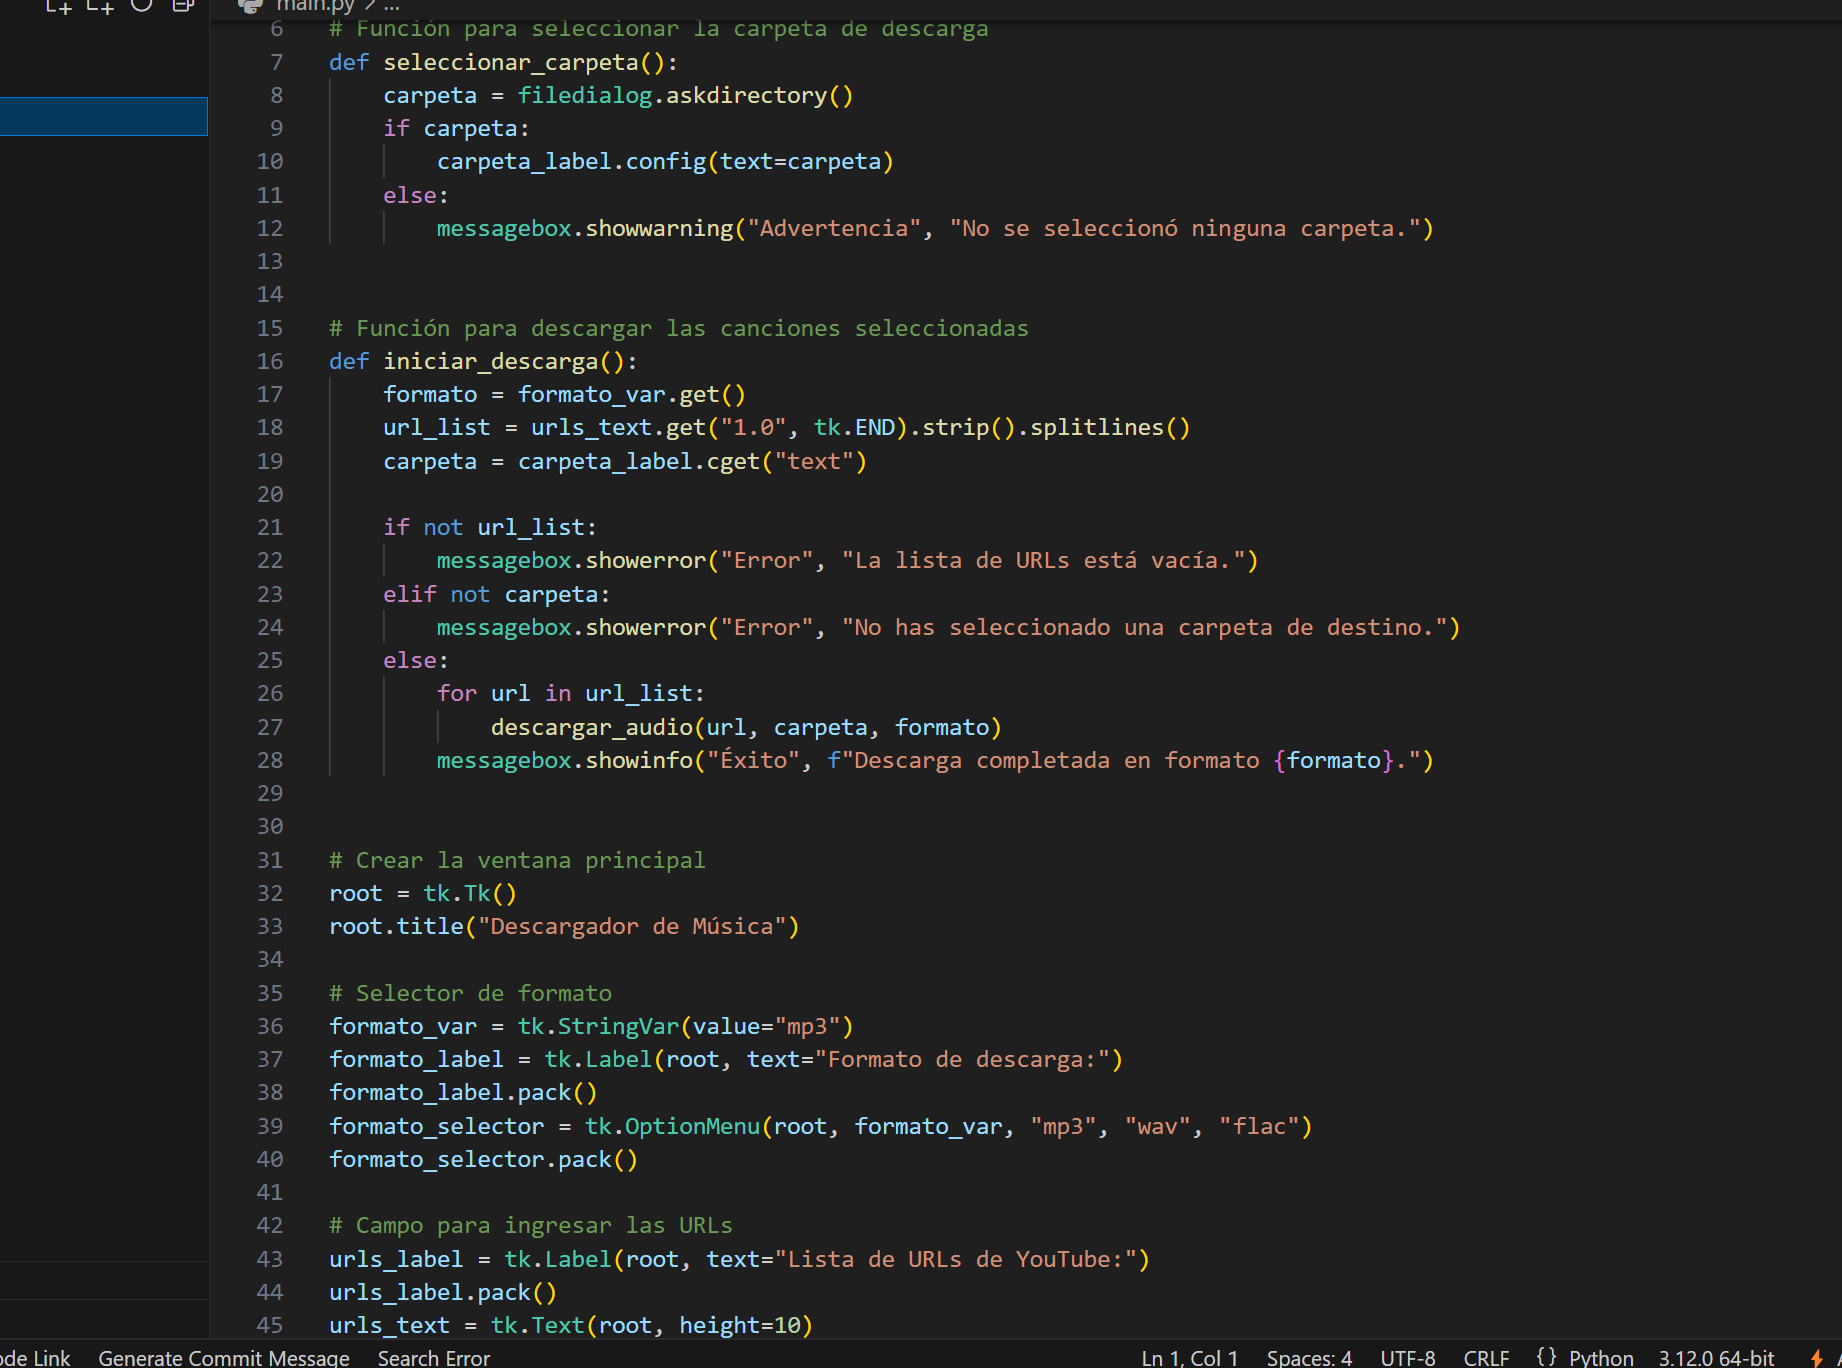 main.py > ...
6 # Función para seleccionar la carpeta de descarga
7 def seleccionar_carpeta():
8     carpeta = filedialog.askdirectory()
9     if carpeta:
10         carpeta_label.config(text=carpeta)
11     else:
12         messagebox.showwarning("Advertencia", "No se seleccionó ninguna carpeta.")
13
14
15 # Función para descargar las canciones seleccionadas
16 def iniciar_descarga():
17     formato = formato_var.get()
18     url_list = urls_text.get("1.0", tk.END).strip().splitlines()
19     carpeta = carpeta_label.cget("text")
20
21     if not url_list:
22         messagebox.showerror("Error", "La lista de URLs está vacía.")
23     elif not carpeta:
24         messagebox.showerror("Error", "No has seleccionado una carpeta de destino.")
25     else:
26         for url in url_list:
27             descargar_audio(url, carpeta, formato)
28         messagebox.showinfo("Éxito", f"Descarga completada en formato {formato}.")
29
30
31 # Crear la ventana principal
32 root = tk.Tk()
33 root.title("Descargador de Música")
34
35 # Selector de formato
36 formato_var = tk.StringVar(value="mp3")
37 formato_label = tk.Label(root, text="Formato de descarga:")
38 formato_label.pack()
39 formato_selector = tk.OptionMenu(root, formato_var, "mp3", "wav", "flac")
40 formato_selector.pack()
41
42 # Campo para ingresar las URLs
43 urls_label = tk.Label(root, text="Lista de URLs de YouTube:")
44 urls_label.pack()
45 urls_text = tk.Text(root, height=10)
ode Link Generate Commit Message Search Error Ln 1, Col 1 Spaces: 4 UTF-8 CRLF {} Python 3.12.0 64-bit